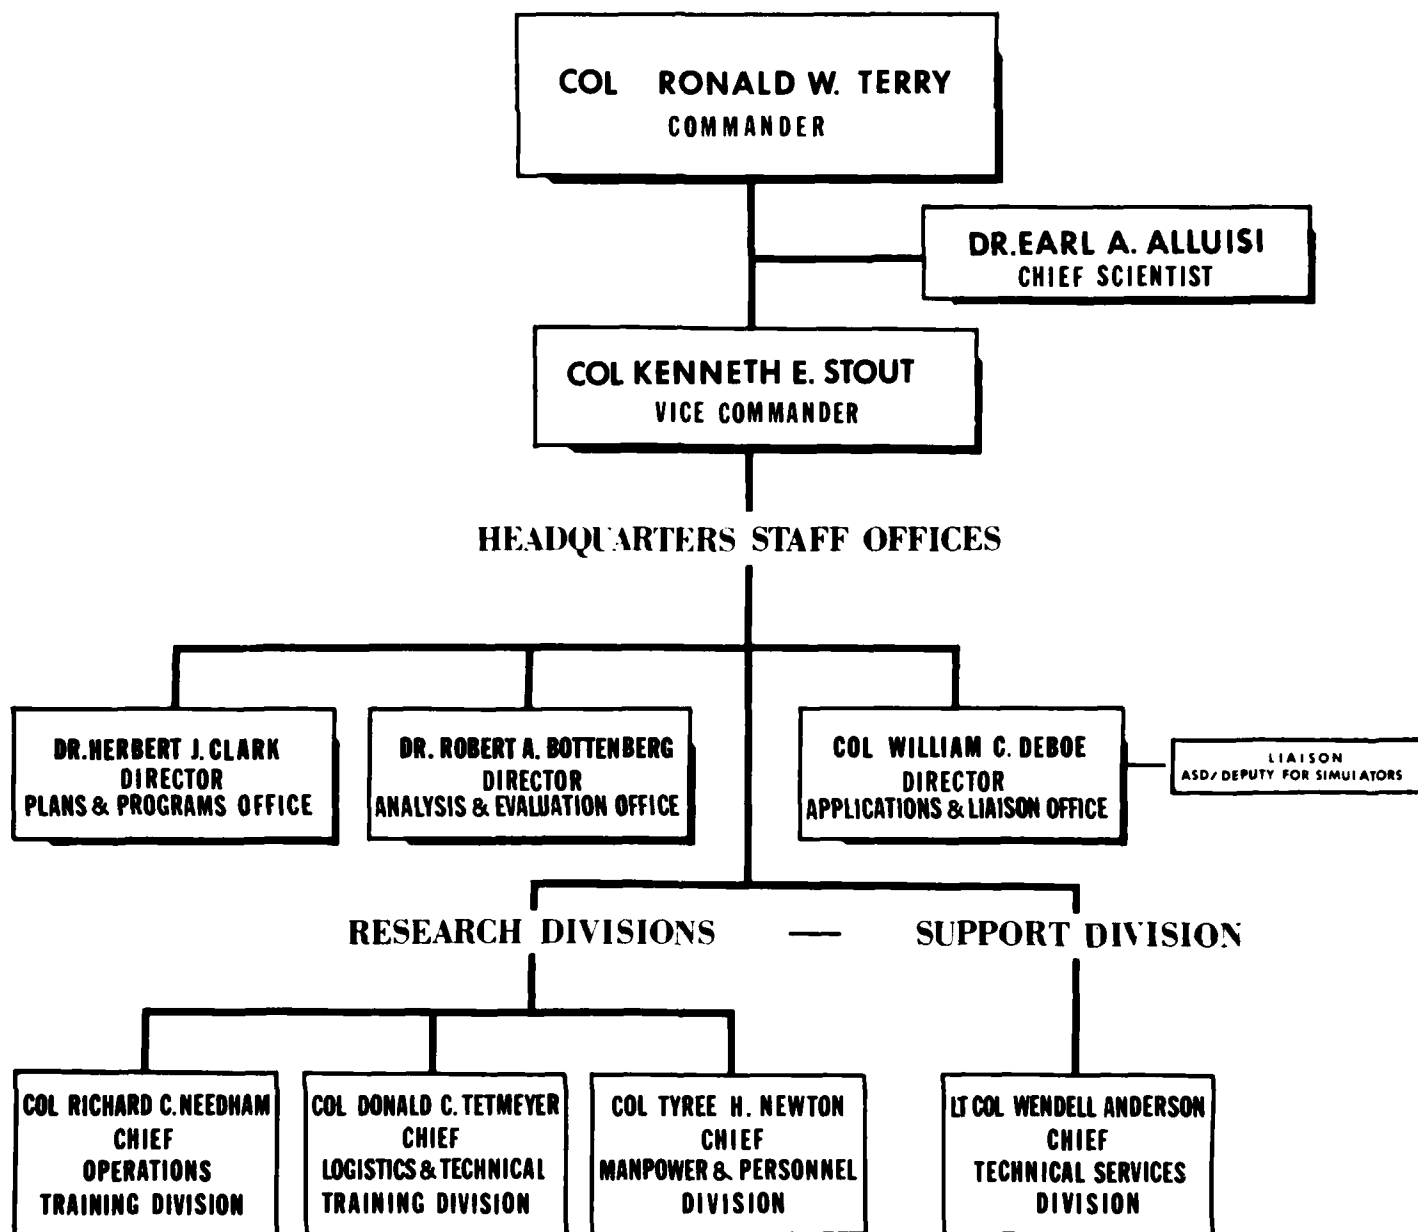 COL RONALD W. TERRY
COMMANDER
DR. EARL A. ALLUISI
CHIEF SCIENTIST
COL KENNETH E. STOUT
VICE COMMANDER
HEADQUARTERS STAFF OFFICES
DR. HERBERT J. CLARK
DIRECTOR
PLANS & PROGRAMS OFFICE
DR. ROBERT A. BOTTENBERG
DIRECTOR
ANALYSIS & EVALUATION OFFICE
COL WILLIAM C. DEBOE
DIRECTOR
APPLICATIONS & LIAISON OFFICE
LIAISON
ASD/DEPUTY FOR SIMULATORS
RESEARCH DIVISIONS — SUPPORT DIVISION
COL RICHARD C. NEEDHAM
CHIEF
OPERATIONS
TRAINING DIVISION
COL DONALD C. TETMEYER
CHIEF
LOGISTICS & TECHNICAL
TRAINING DIVISION
COL TYREE H. NEWTON
CHIEF
MANPOWER & PERSONNEL
DIVISION
LT COL WENDELL ANDERSON
CHIEF
TECHNICAL SERVICES
DIVISION